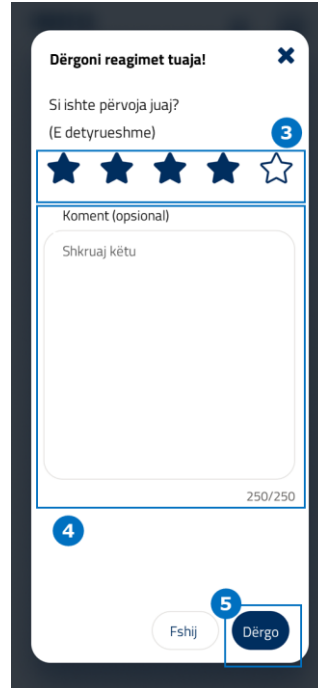 Dërgoni reagimet tuaja!
Si ishte përvoja juaj?
(E detyrueshme)
3
Koment (opsional)
Shkruaj këtu
250/250
4
5
Fshij
Dërgo